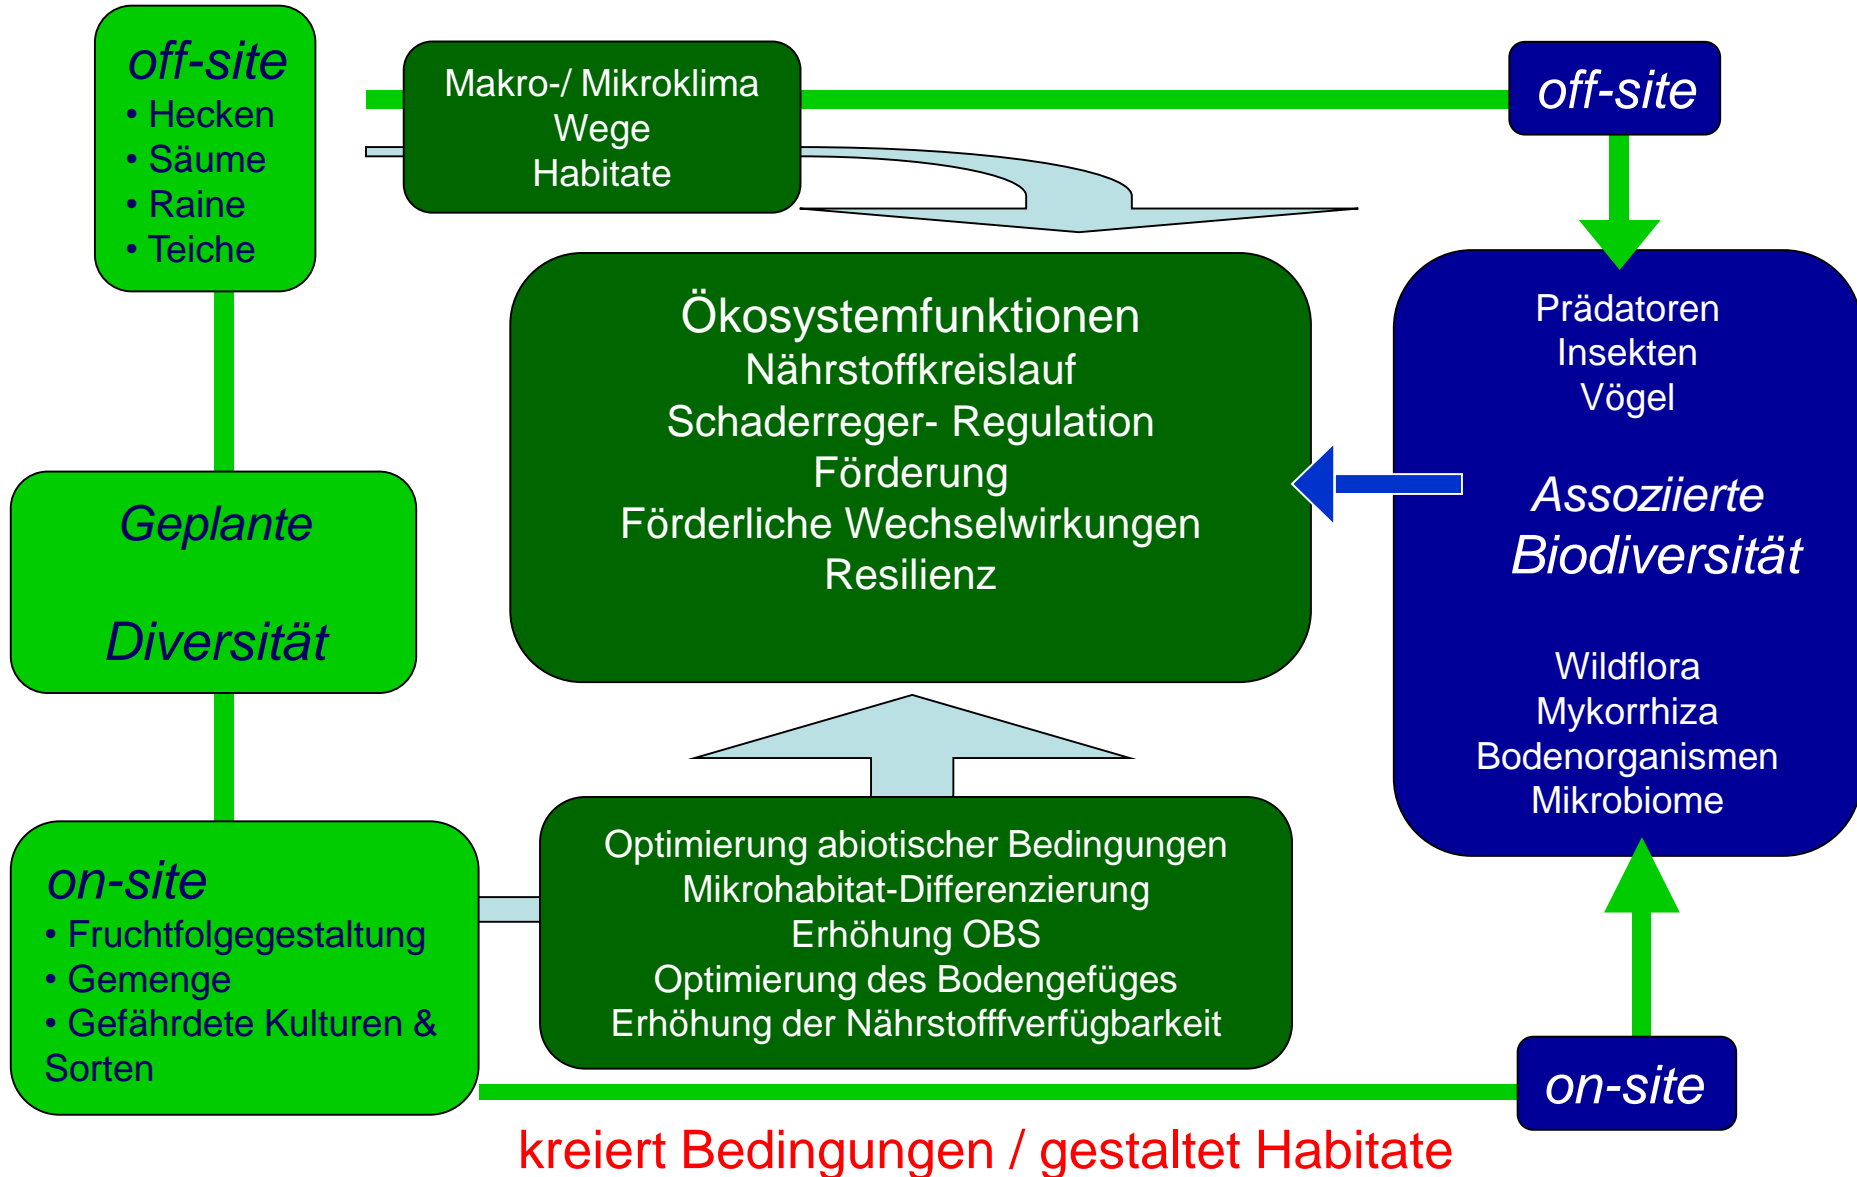 off-site
• Hecken
• Säume
• Raine
• Teiche
Makro-/ Mikroklima
Wege
Habitate
off-site
Ökosystemfunktionen
Nährstoffkreislauf
Schaderreger- Regulation
Förderung
Förderliche Wechselwirkungen
Resilienz
Prädatoren
Insekten
Vögel
Assoziierte
Biodiversität
Wildflora
Mykorrhiza
Bodenorganismen
Mikrobiome
Geplante
Diversität
on-site
• Fruchtfolgegestaltung
• Gemenge
• Gefährdete Kulturen &
Sorten
Optimierung abiotischer Bedingungen
Mikrohabitat-Differenzierung
Erhöhung OBS
Optimierung des Bodengefüges
Erhöhung der Nährstofffverfügbarkeit
on-site
kreiert Bedingungen / gestaltet Habitate